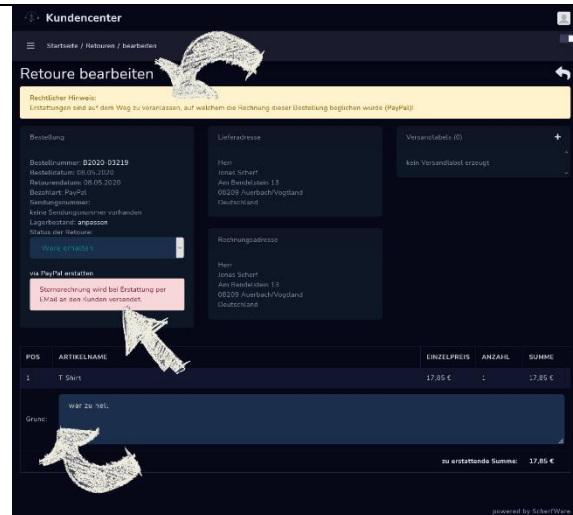 Kundencenter
Startseite / Retouren / bearbeiten
Retoure bearbeiten
Rechtlicher Hinweis:
Erstattungen sind auf dem Weg zu veranlassen, auf welchem die Rechnung dieser Bestellung beglichen wurde (PayPal)!
Bestellung
Bestellnummer: B2020-03219
Bestelldatum: 08.05.2020
Retourendatum: 08.05.2020
Bezahlart: PayPal
Sendungsnummer:
keine Sendungsnummer vorhanden
Lagerbestand: anpassen
Status der Retoure:
Ware erhalten
via PayPal erstatten
Stornorechnung wird bei Erstattung per
EMail an den Kunden versendet.
Lieferadresse
Herr
Jonas Scherf
Am Bendelstein 13
08209 Auerbach/Vogtland
Deutschland
Rechnungsadresse
Herr
Jonas Scherf
Am Bendelstein 13
08209 Auerbach/Vogtland
Deutschland
Versandlabels (0) +
kein Versandlabel erzeugt
POS ARTIKELNAME EINZELPREIS ANZAHL SUMME
1 T-Shirt 17,85 € 1 17,85 €
Grund: war zu hell.
zu erstattende Summe: 17,85 €
powered by ScherfWare